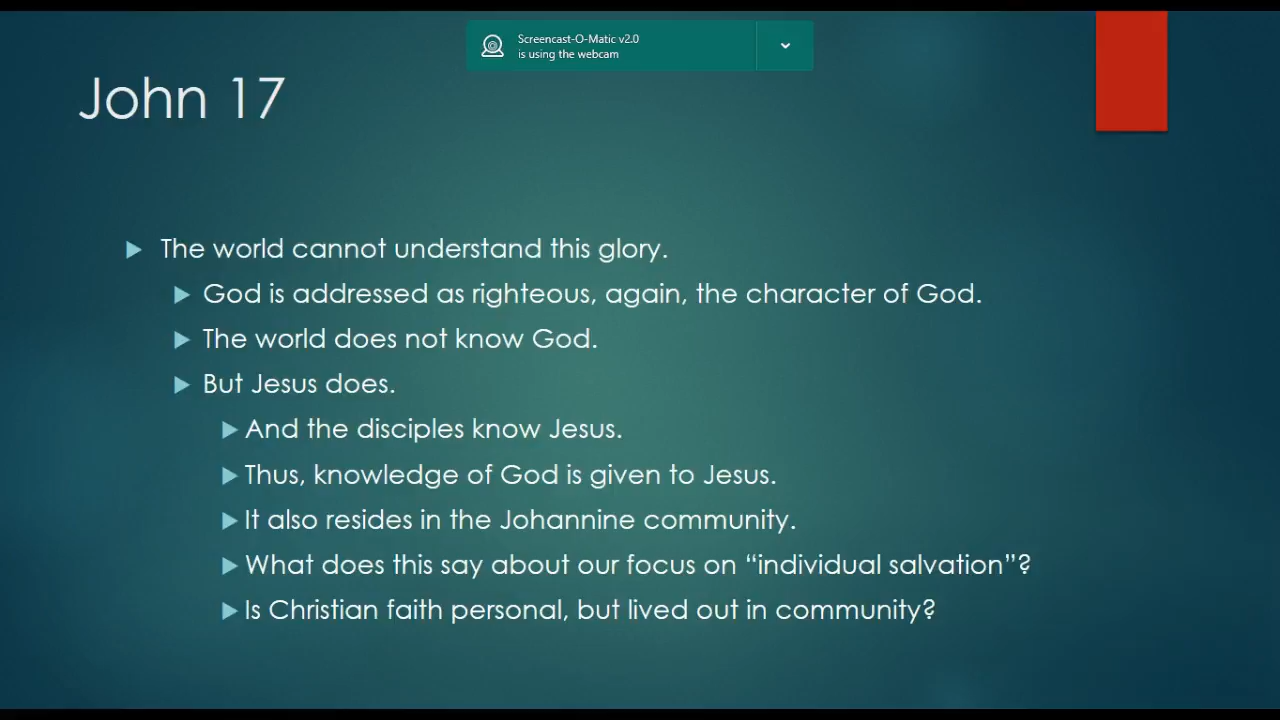 Screencast-O-Matic v2.0
is using the webcam
John 17
The world cannot understand this glory.
God is addressed as righteous, again, the character of God.
The world does not know God.
But Jesus does.
And the disciples know Jesus.
Thus, knowledge of God is given to Jesus.
It also resides in the Johannine community.
What does this say about our focus on “individual salvation”?
Is Christian faith personal, but lived out in community?